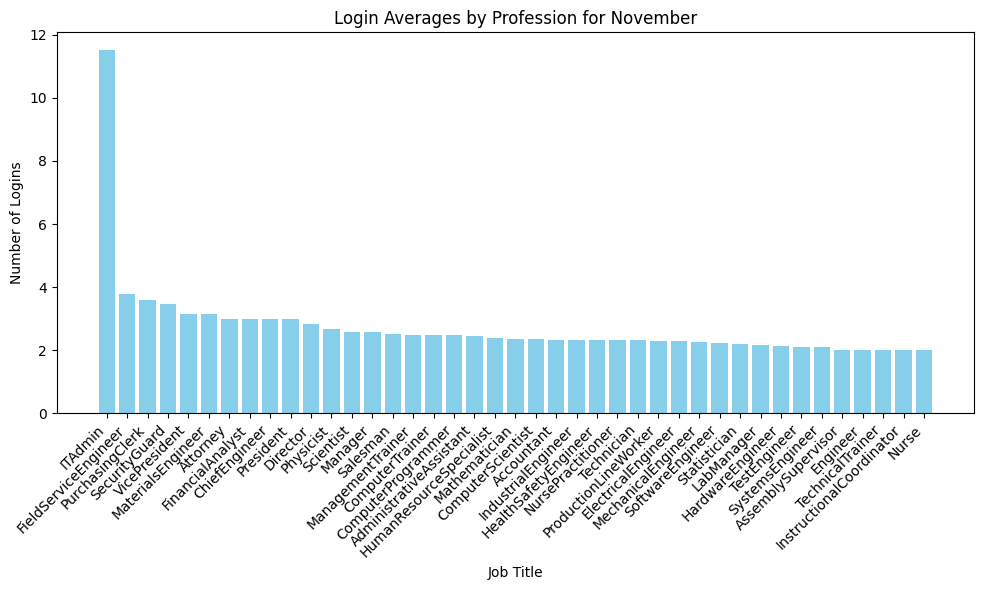 Login Averages by Profession for November
Number of Logins
12
10
8
6
4
2
0
ITAdmin
FieldServiceEngineer
PurchasingClerk
SecurityGuard
VicePresident
MaterialsEngineer
Attorney
FinancialAnalyst
ChiefEngineer
President
Director
Physicist
Scientist
Manager
Salesman
ManagementTrainer
ComputerTrainer
ComputerProgrammer
AdministrativeAssistant
HumanResourceSpecialist
Mathematician
ComputerScientist
Accountant
IndustrialEngineer
HealthSafetyEngineer
NursePractitioner
Technician
ProductionLineWorker
ElectricalEngineer
MechanicalEngineer
SoftwareEngineer
Statistician
LabManager
HardwareEngineer
TestEngineer
SystemsEngineer
AssemblySupervisor
Engineer
TechnicalTrainer
InstructionalCoordinator
Nurse
Job Title